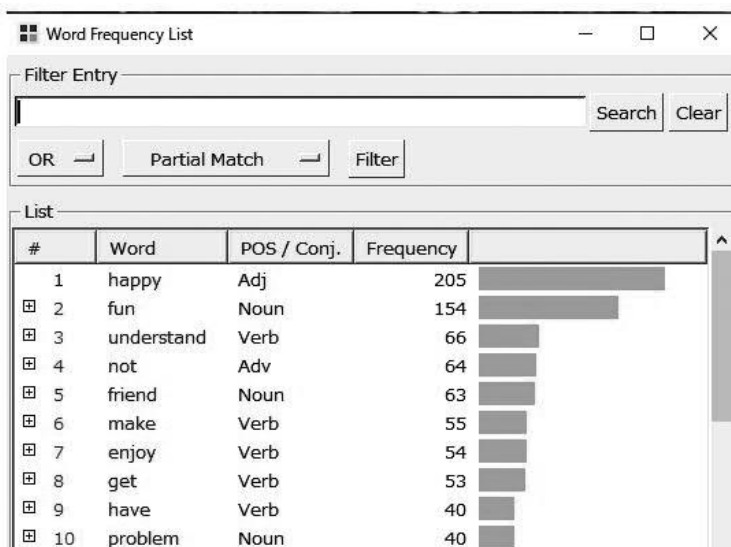 Word Frequency List
Filter Entry
Search Clear
OR Partial Match Filter
List
# Word POS / Conj. Frequency
1 happy Adj 205
2 fun Noun 154
3 understand Verb 66
4 not Adv 64
5 friend Noun 63
6 make Verb 55
7 enjoy Verb 54
8 get Verb 53
9 have Verb 40
10 problem Noun 40